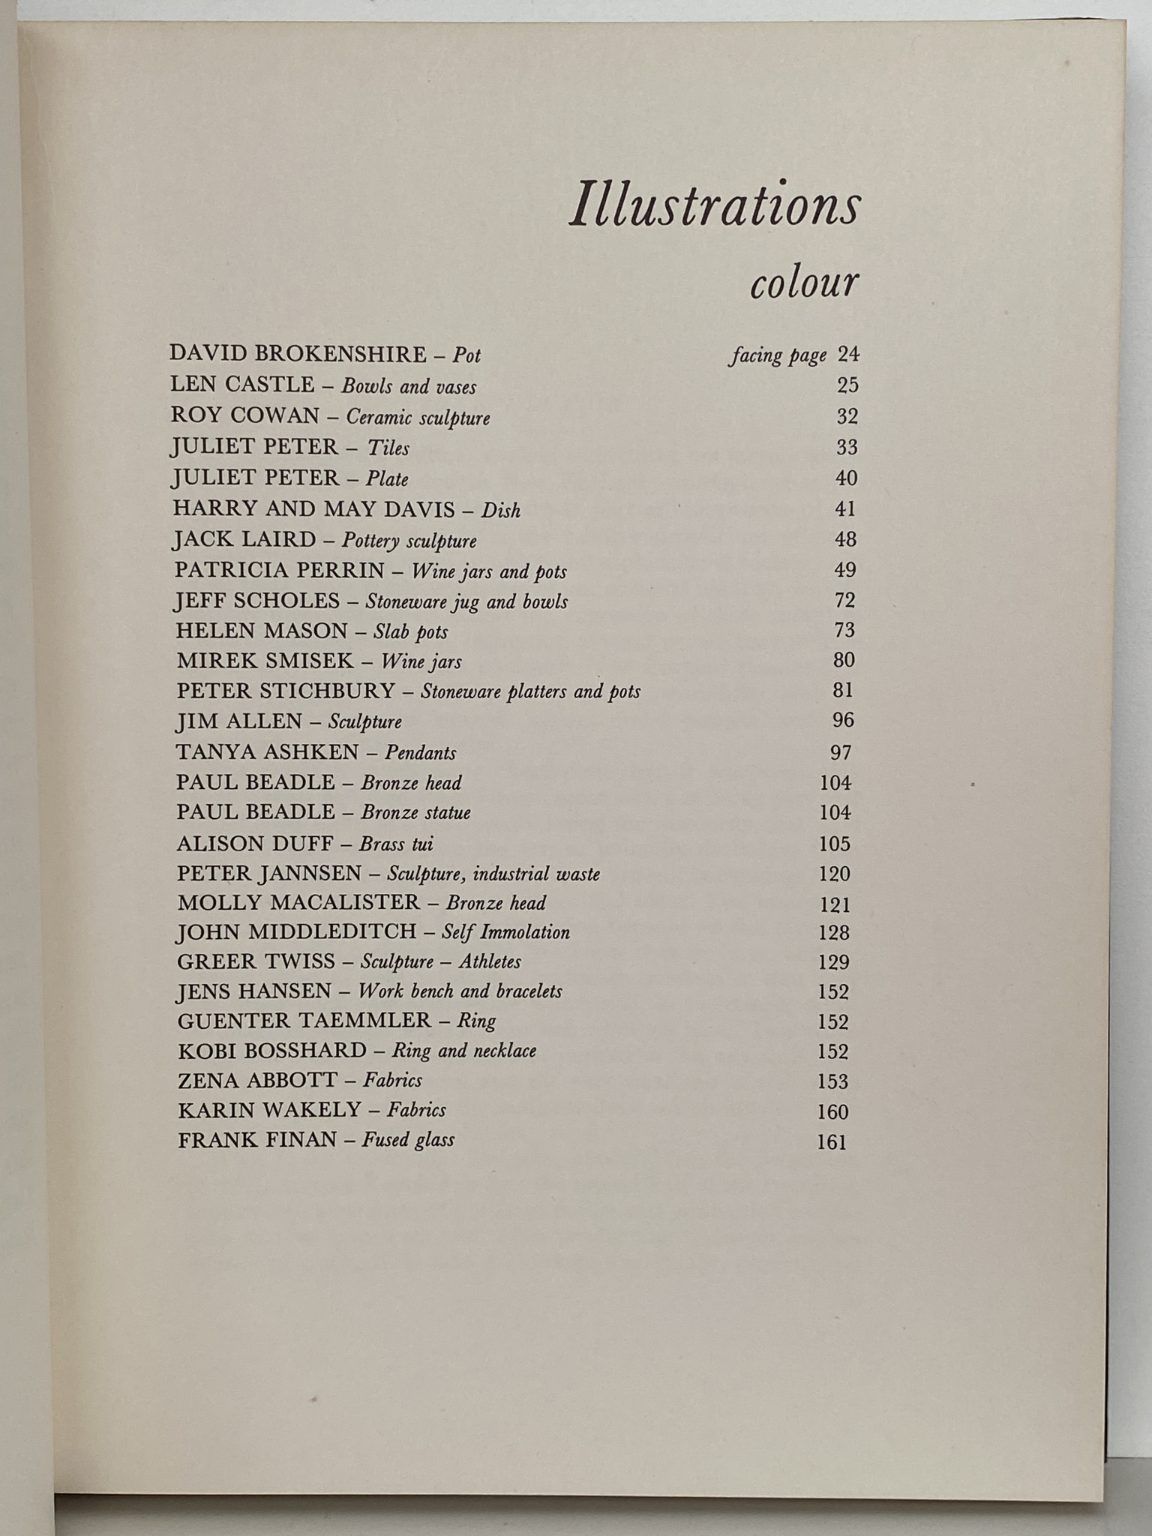 Illustrations
colour
DAVID BROKENSHIRE – Pot facing page 24
LEN CASTLE – Bowls and vases 25
ROY COWAN – Ceramic sculpture 32
JULIET PETER – Tiles 33
JULIET PETER – Plate 40
HARRY AND MAY DAVIS – Dish 41
JACK LAIRD – Pottery sculpture 48
PATRICIA PERRIN – Wine jars and pots 49
JEFF SCHOLES – Stoneware jug and bowls 72
HELEN MASON – Slab pots 73
MIREK SMISEK – Wine jars 80
PETER STICHBURY – Stoneware platters and pots 81
JIM ALLEN – Sculpture 96
TANYA ASHKEN – Pendants 97
PAUL BEADLE – Bronze head 104
PAUL BEADLE – Bronze statue 104
ALISON DUFF – Brass tui 105
PETER JANNSEN – Sculpture, industrial waste 120
MOLLY MACALISTER – Bronze head 121
JOHN MIDDLEDITCH – Self Immolation 128
GREER TWISS – Sculpture – Athletes 129
JENS HANSEN – Work bench and bracelets 152
GUENTER TAEMMLER – Ring 152
KOBI BOSSHARD – Ring and necklace 152
ZENA ABBOTT – Fabrics 153
KARIN WAKELY – Fabrics 160
FRANK FINAN – Fused glass 161